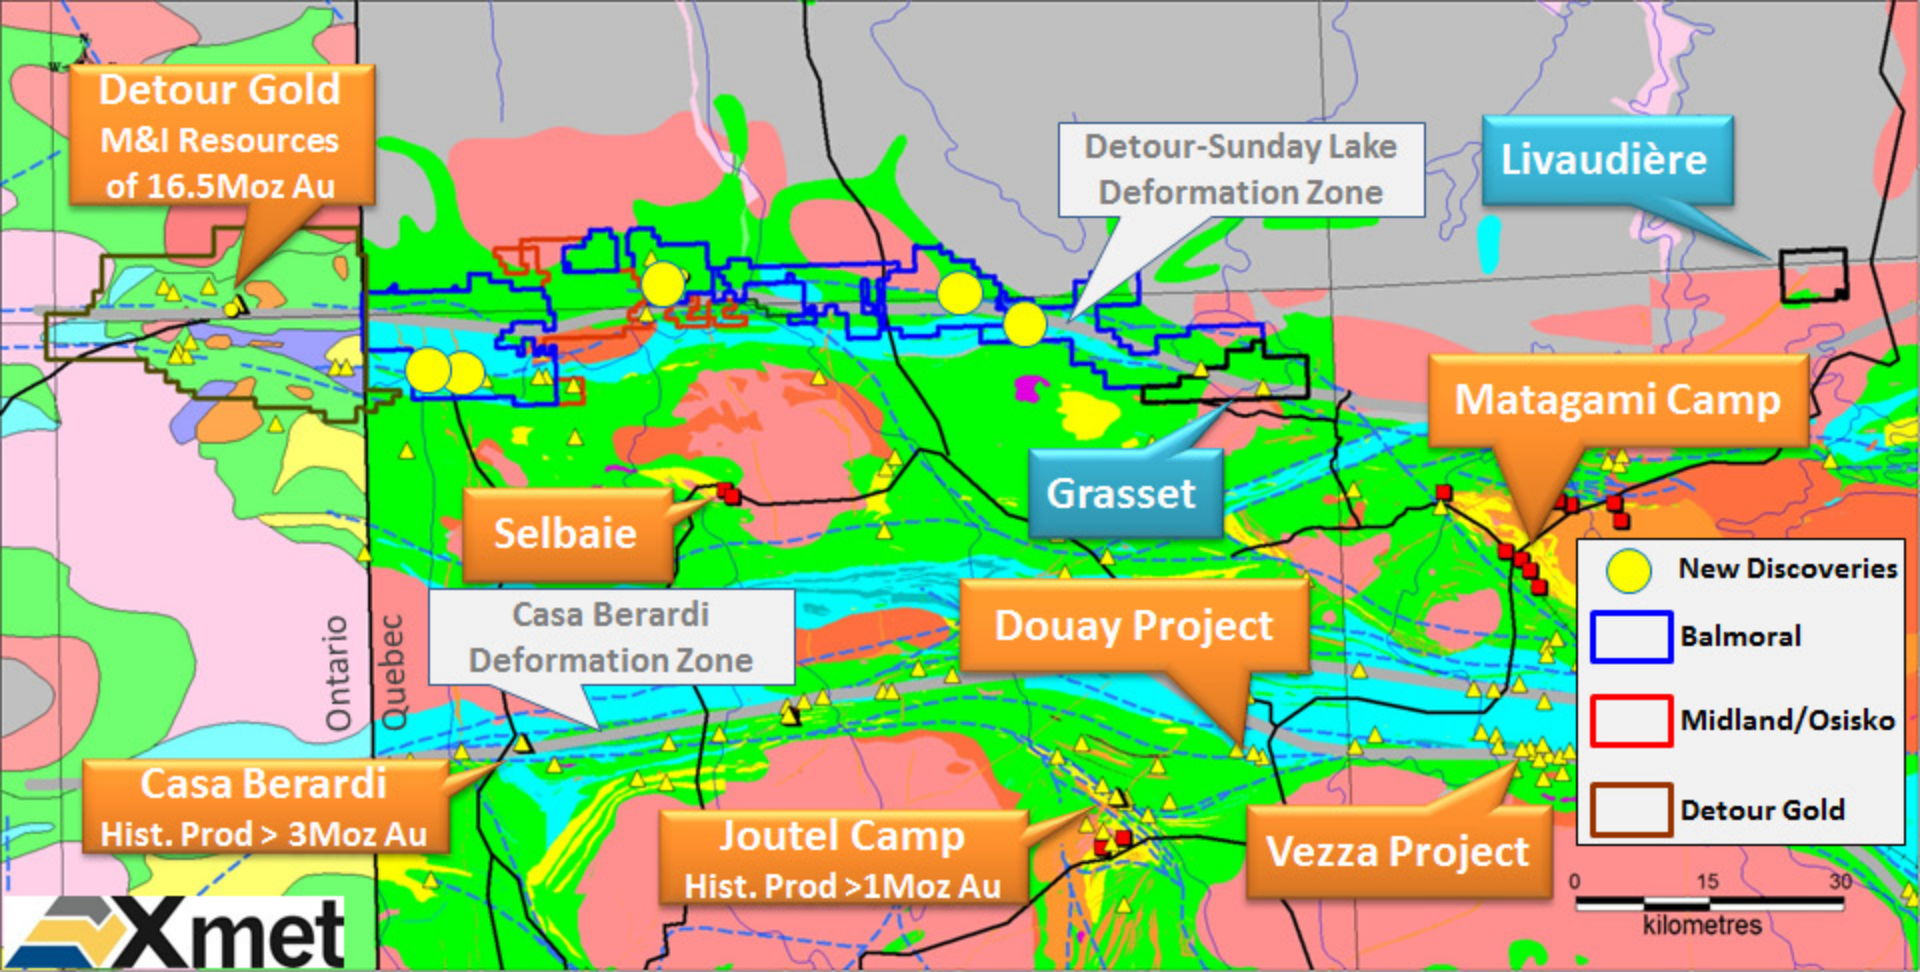 N
W
Detour Gold
M&I Resources
of 16.5Moz Au
Detour-Sunday Lake
Deformation Zone
Livaudière
Matagami Camp
Grasset
Selbaie
Ontario
Quebec
Casa Berardi
Deformation Zone
Douay Project
New Discoveries
Balmoral
Midland/Osisko
Detour Gold
Casa Berardi
Hist. Prod > 3Moz Au
Joutel Camp
Hist. Prod >1Moz Au
Vezza Project
0 15 30
kilometres
Xmet